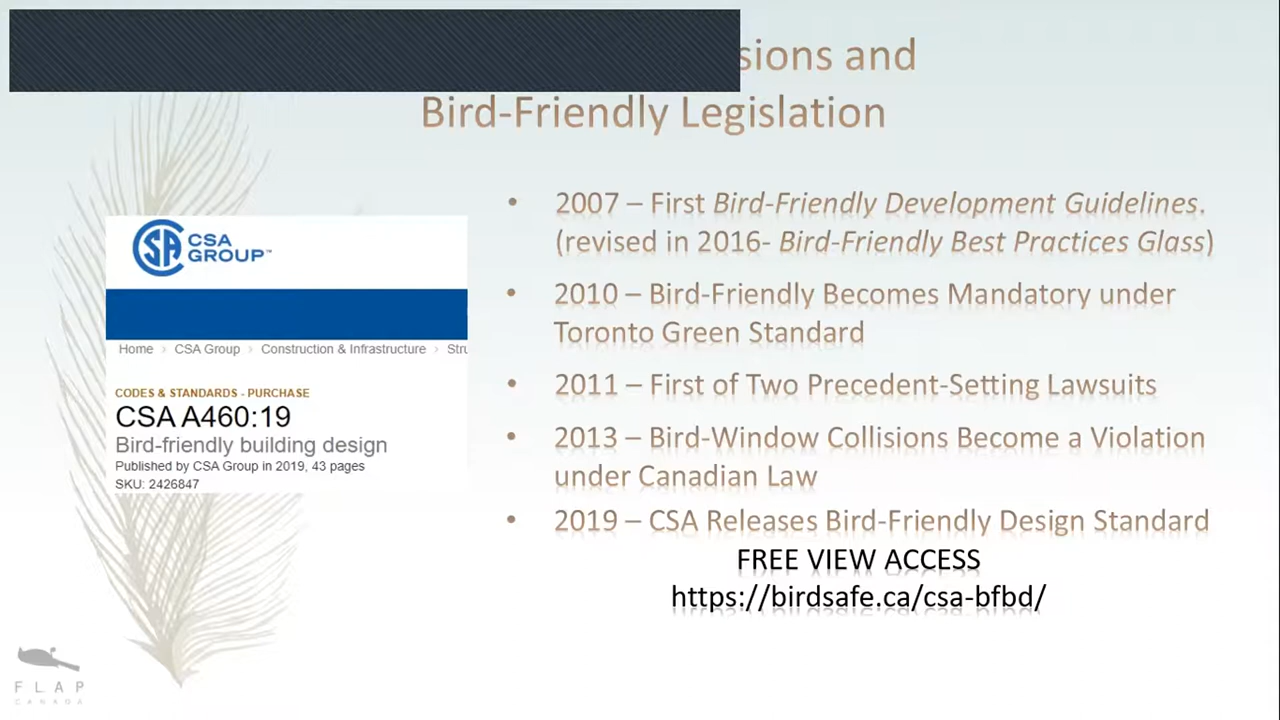 sions and
Bird-Friendly Legislation
CSA
GROUP™
Home > CSA Group > Construction & Infrastructure > Stru
CODES & STANDARDS - PURCHASE
CSA A460:19
Bird-friendly building design
Published by CSA Group in 2019, 43 pages
SKU: 2426847
• 2007 – First Bird-Friendly Development Guidelines.
(revised in 2016- Bird-Friendly Best Practices Glass)
• 2010 – Bird-Friendly Becomes Mandatory under
Toronto Green Standard
• 2011 – First of Two Precedent-Setting Lawsuits
• 2013 – Bird-Window Collisions Become a Violation
under Canadian Law
• 2019 – CSA Releases Bird-Friendly Design Standard
FREE VIEW ACCESS
https://birdsafe.ca/csa-bfbd/
FLAP
CANADA